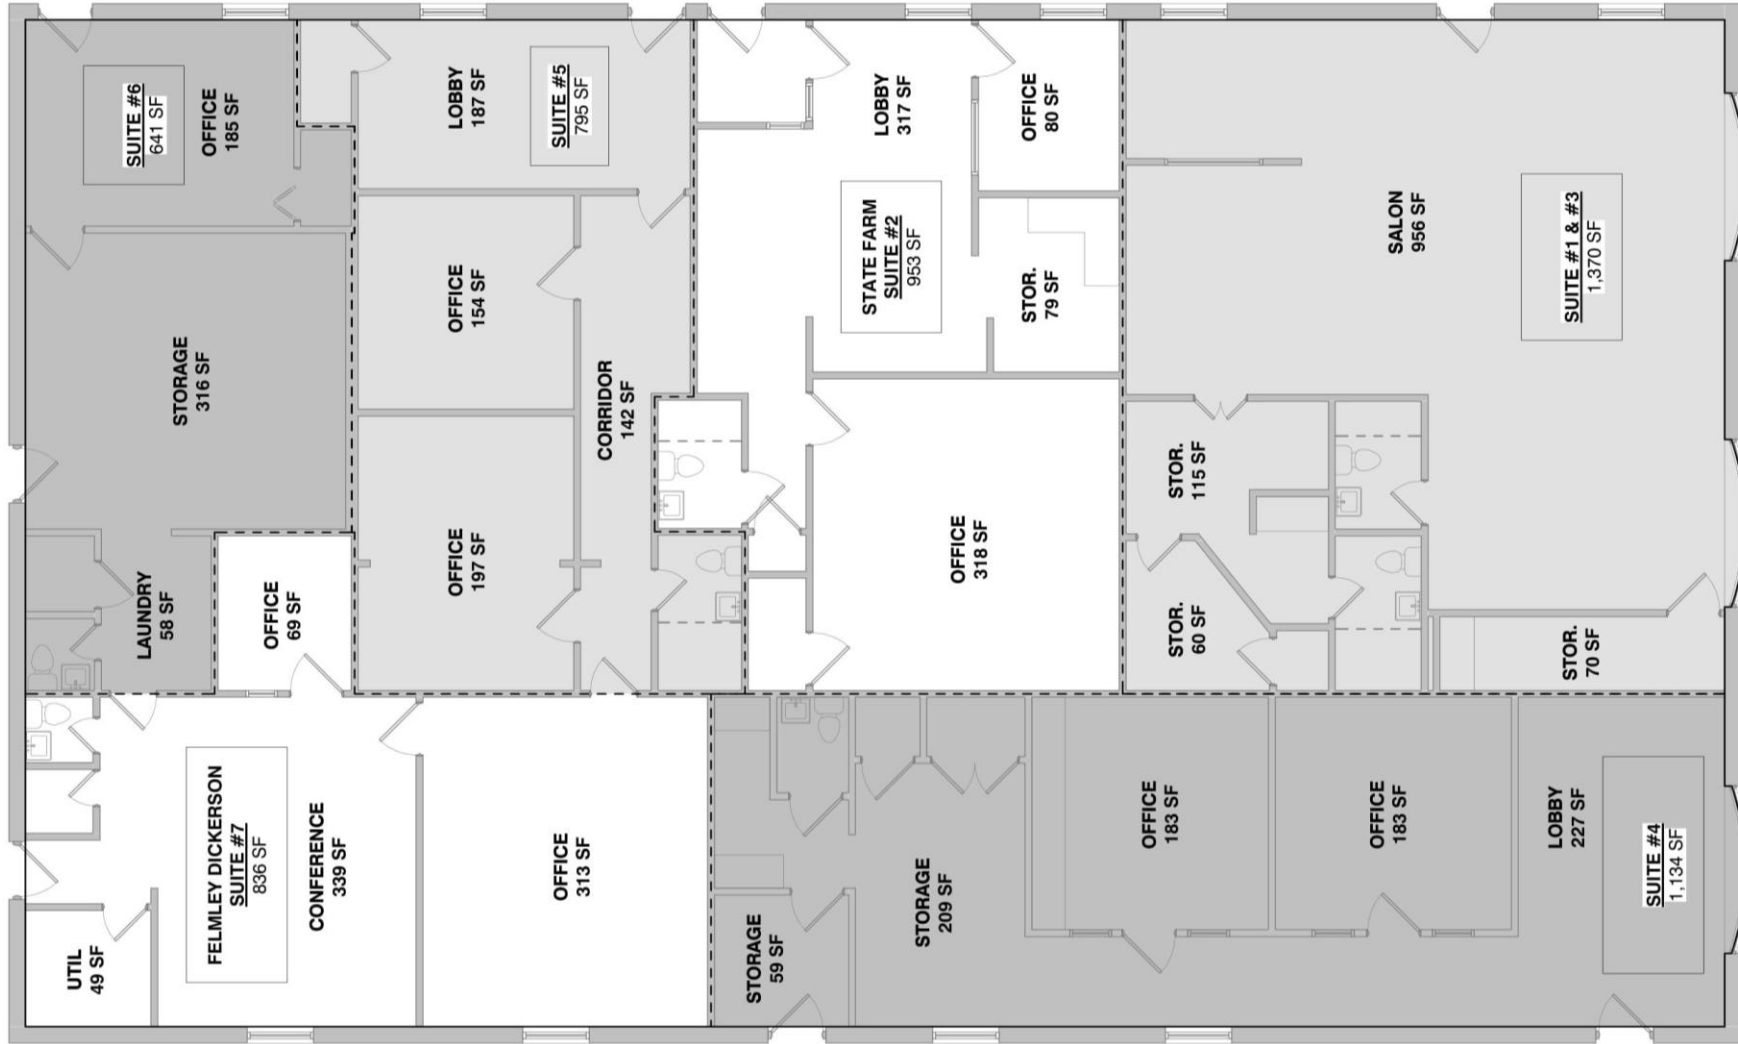 SUITE #6
641 SF
OFFICE
185 SF
STORAGE
316 SF
LAUNDRY
58 SF
OFFICE
69 SF
LOBBY
187 SF
SUITE #5
795 SF
OFFICE
154 SF
OFFICE
197 SF
CORRIDOR
142 SF
LOBBY
317 SF
OFFICE
80 SF
STATE FARM
SUITE #2
953 SF
STOR.
79 SF
OFFICE
318 SF
SALON
956 SF
SUITE #1 & #3
1,370 SF
STOR.
115 SF
STOR.
60 SF
STOR.
70 SF
FELMLEY DICKERSON
SUITE #7
836 SF
CONFERENCE
339 SF
UTIL
49 SF
OFFICE
313 SF
STORAGE
59 SF
STORAGE
209 SF
OFFICE
183 SF
OFFICE
183 SF
LOBBY
227 SF
SUITE #4
1,134 SF